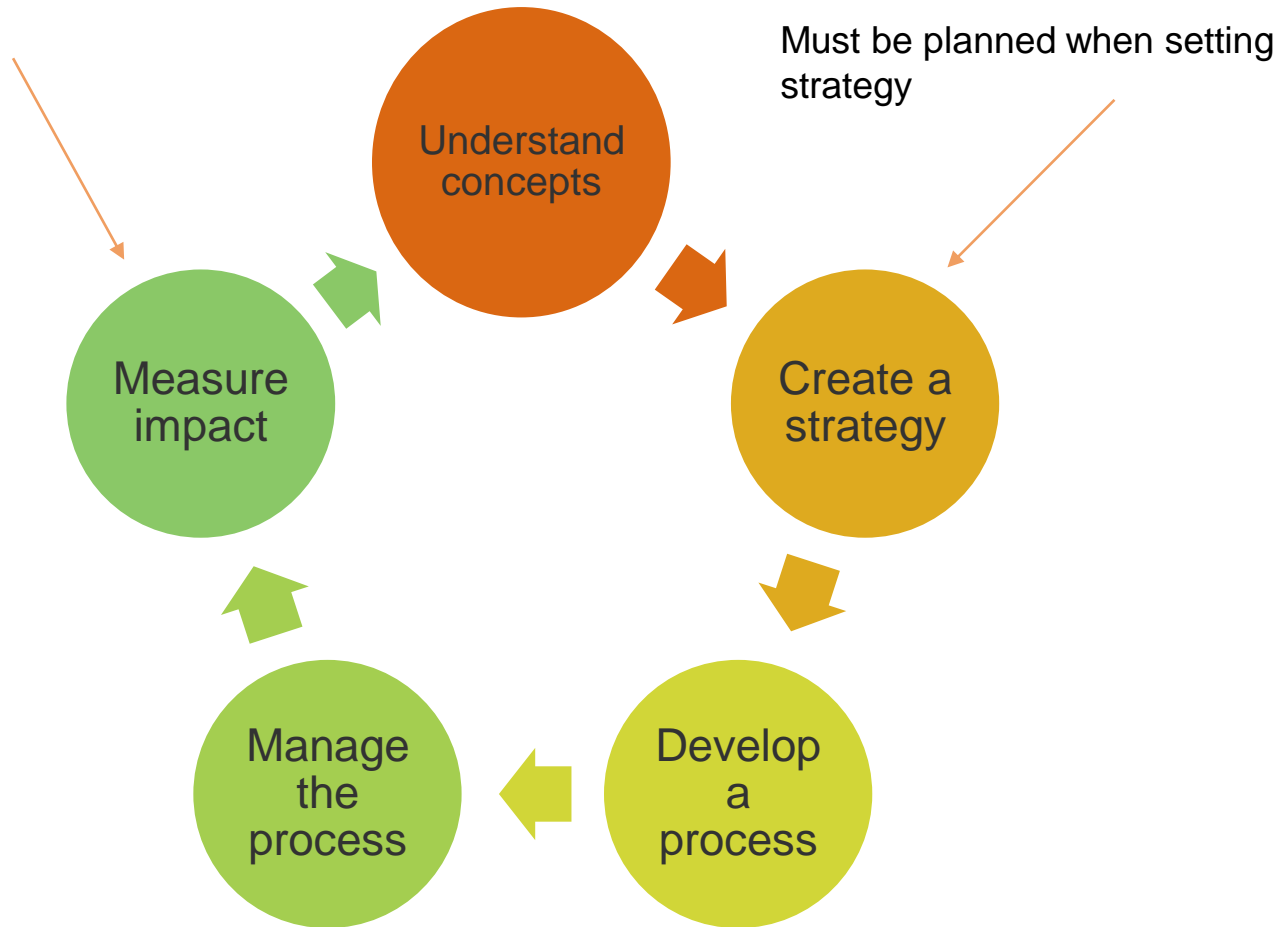 Must be planned when setting
strategy
Understand
concepts
Measure
impact
Create a
strategy
Manage
the
process
Develop
a
process